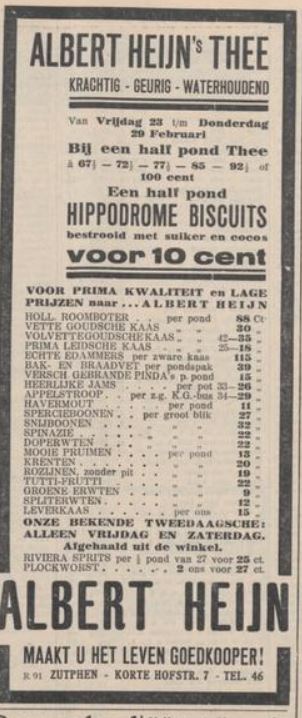 ALBERT HEIJN's THEE
KRACHTIG - GEURIG - WATERHOUDEND
Van Vrijdag 23 t/m Donderdag
29 Februari
Bij een half pond Thee
à 67½ — 72½ — 77½ — 85 — 92½ of
100 cent
Een half pond
HIPPODROME BISCUITS
bestrooid met suiker en cocos
voor 10 cent
VOOR PRIMA KWALITEIT en LAGE
PRIJZEN naar ... ALBERT HEIJN
HOLL. ROOMBOTER . . per pond 88 Ct
VETTE GOUDSCHE KAAS „ „ 30 „
VOLVETTE GOUDSCHE KAAS . „ „ 42—35 „
PRIMA LEIDSCHE KAAS „ „ 25—18 „
ECHTE EDAMMERS per zware kaas 115 „
BAK- EN BRAADVET per pondspak 39 „
VERSCH GEBRANDE PINDA's p. pond 15 „
HEERLIJKE JAMS per pot 33—26 „
APPELSTROOP . . per z.g. K.G.-bus 34—29 „
HAVERMOUT . . . . per pond 11 „
SPERCIEBOONEN . . per groot blik 27 „
SNIJBOONEN . . . „ „ „ 32 „
SPINAZIE . . . . „ „ „ 22 „
DOPERWTEN . . . „ „ „ 22 „
MOOIE PRUIMEN . . . per pond 15 „
KRENTEN . . . . . „ „ 20 „
ROZIJNEN, zonder pit . . „ „ 19 „
TUTTI-FRUTTI . . . „ „ 22 „
GROENE ERWTEN . . „ „ 9 „
SPLITERWTEN . . . „ „ 12 „
LEVERKAAS . . . . per ons 15 „
ONZE BEKENDE TWEEDAAGSCHE:
ALLEEN VRIJDAG EN ZATERDAG.
Afgehaald uit de winkel.
RIVIERA SPRITS per ½ pond van 27 voor 25 ct.
PLOCKWORST . . . . . 2 ons voor 27 ct.
ALBERT HEIJN
MAAKT U HET LEVEN GOEDKOOPER!
R 91 ZUTPHEN - KORTE HOFSTR. 7 - TEL. 46